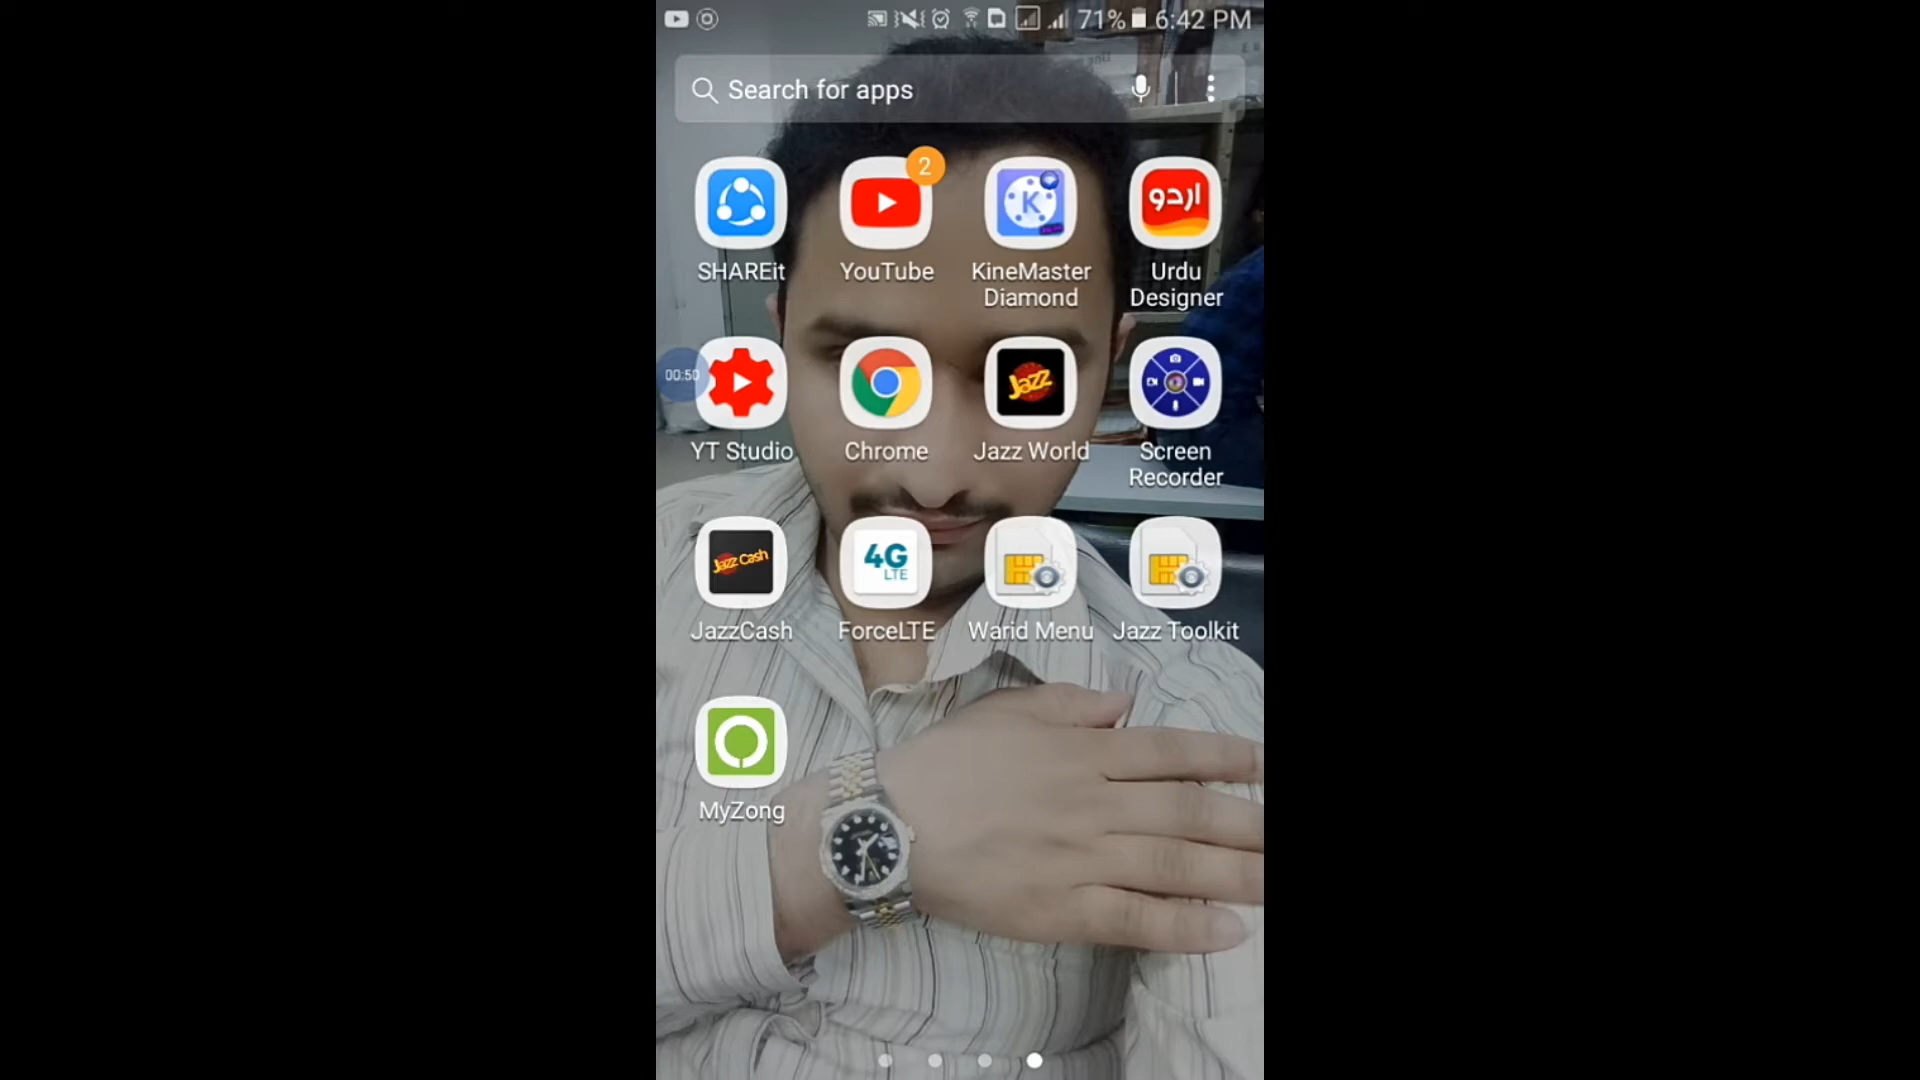 71% 6:42 PM
Search for apps
2
K
اردو
SHAREit YouTube KineMaster Diamond Urdu Designer
00:50
Jazz
YT Studio Chrome Jazz World Screen Recorder
Jazz Cash
4G
LTE
JazzCash ForceLTE Warid Menu Jazz Toolkit
MyZong